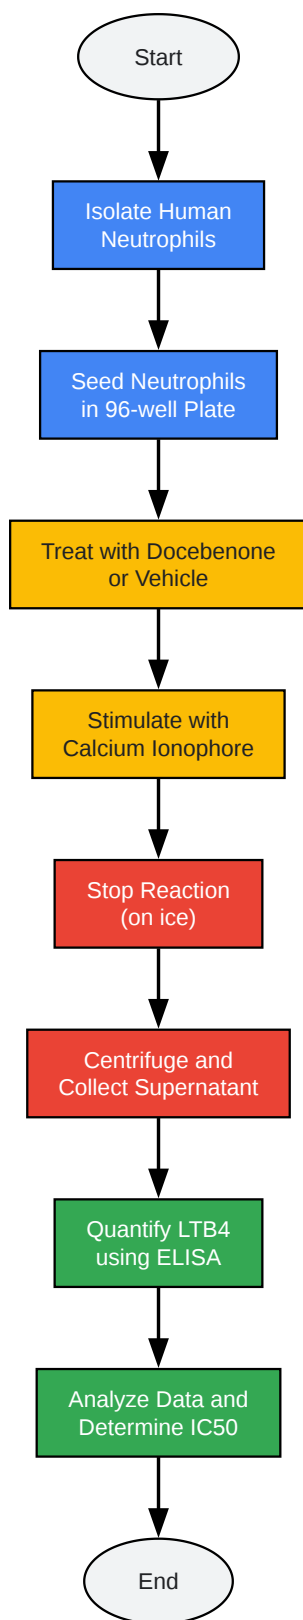 Start
Isolate Human
Neutrophils
Seed Neutrophils
in 96-well Plate
Treat with Docebenone
or Vehicle
Stimulate with
Calcium Ionophore
Stop Reaction
(on ice)
Centrifuge and
Collect Supernatant
Quantify LTB4
using ELISA
Analyze Data and
Determine IC50
End